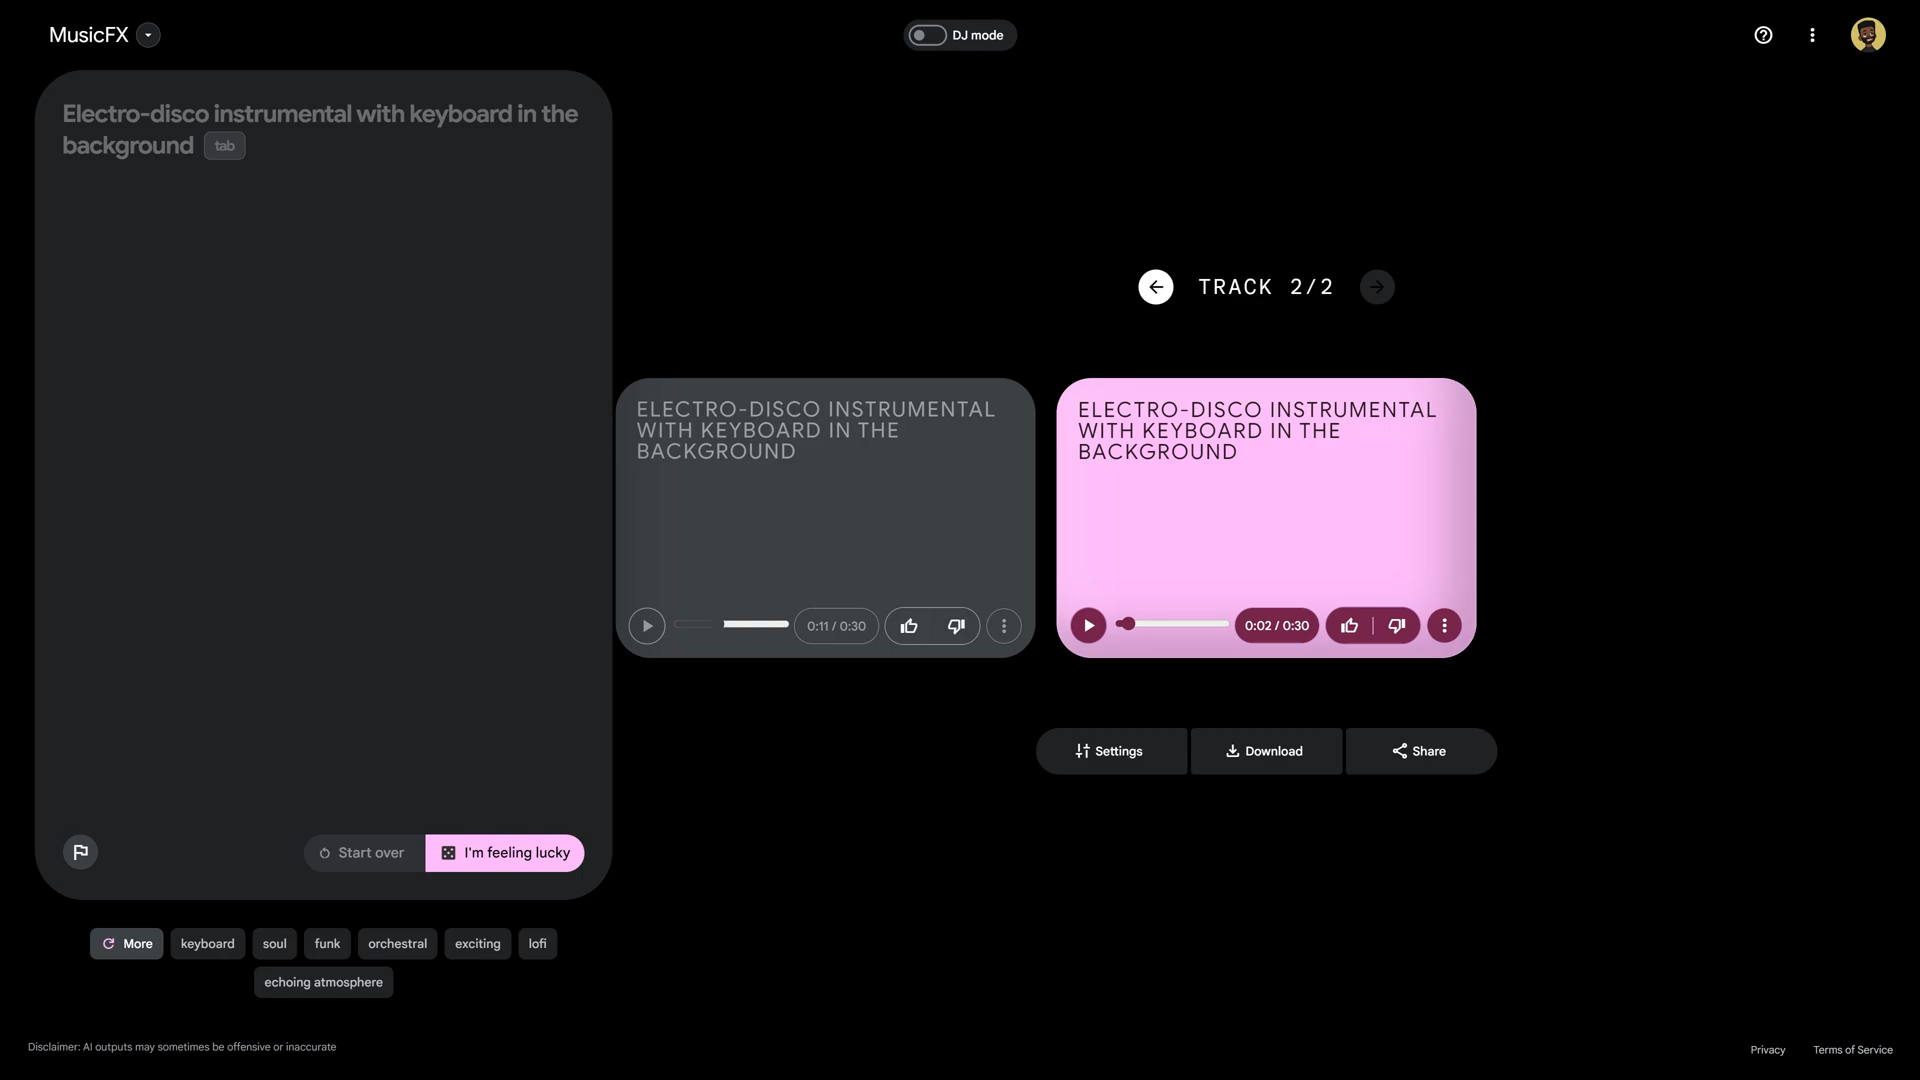 MusicFX
DJ mode
Electro-disco instrumental with keyboard in the
background tab
TRACK 2/2
ELECTRO-DISCO INSTRUMENTAL
WITH KEYBOARD IN THE
BACKGROUND
0:11 / 0:30
ELECTRO-DISCO INSTRUMENTAL
WITH KEYBOARD IN THE
BACKGROUND
0:02 / 0:30
Settings
Download
Share
Start over
I'm feeling lucky
More
keyboard
soul
funk
orchestral
exciting
lofi
echoing atmosphere
Disclaimer: AI outputs may sometimes be offensive or inaccurate
Privacy
Terms of Service